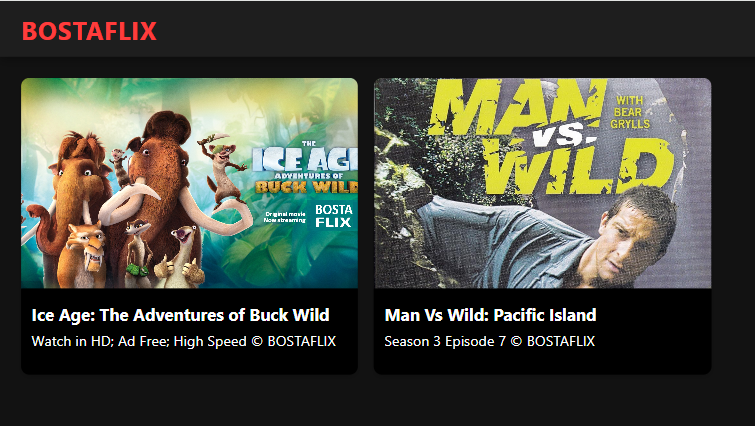 BOSTAFLIX
THE
ICE AGE
ADVENTURES OF
BUCK WILD
Original movie
Now streaming
BOSTA
FLIX
MAN
VS.
WILD
WITH
BEAR
GRYLLS
Ice Age: The Adventures of Buck Wild
Watch in HD; Ad Free; High Speed © BOSTAFLIX
Man Vs Wild: Pacific Island
Season 3 Episode 7 © BOSTAFLIX